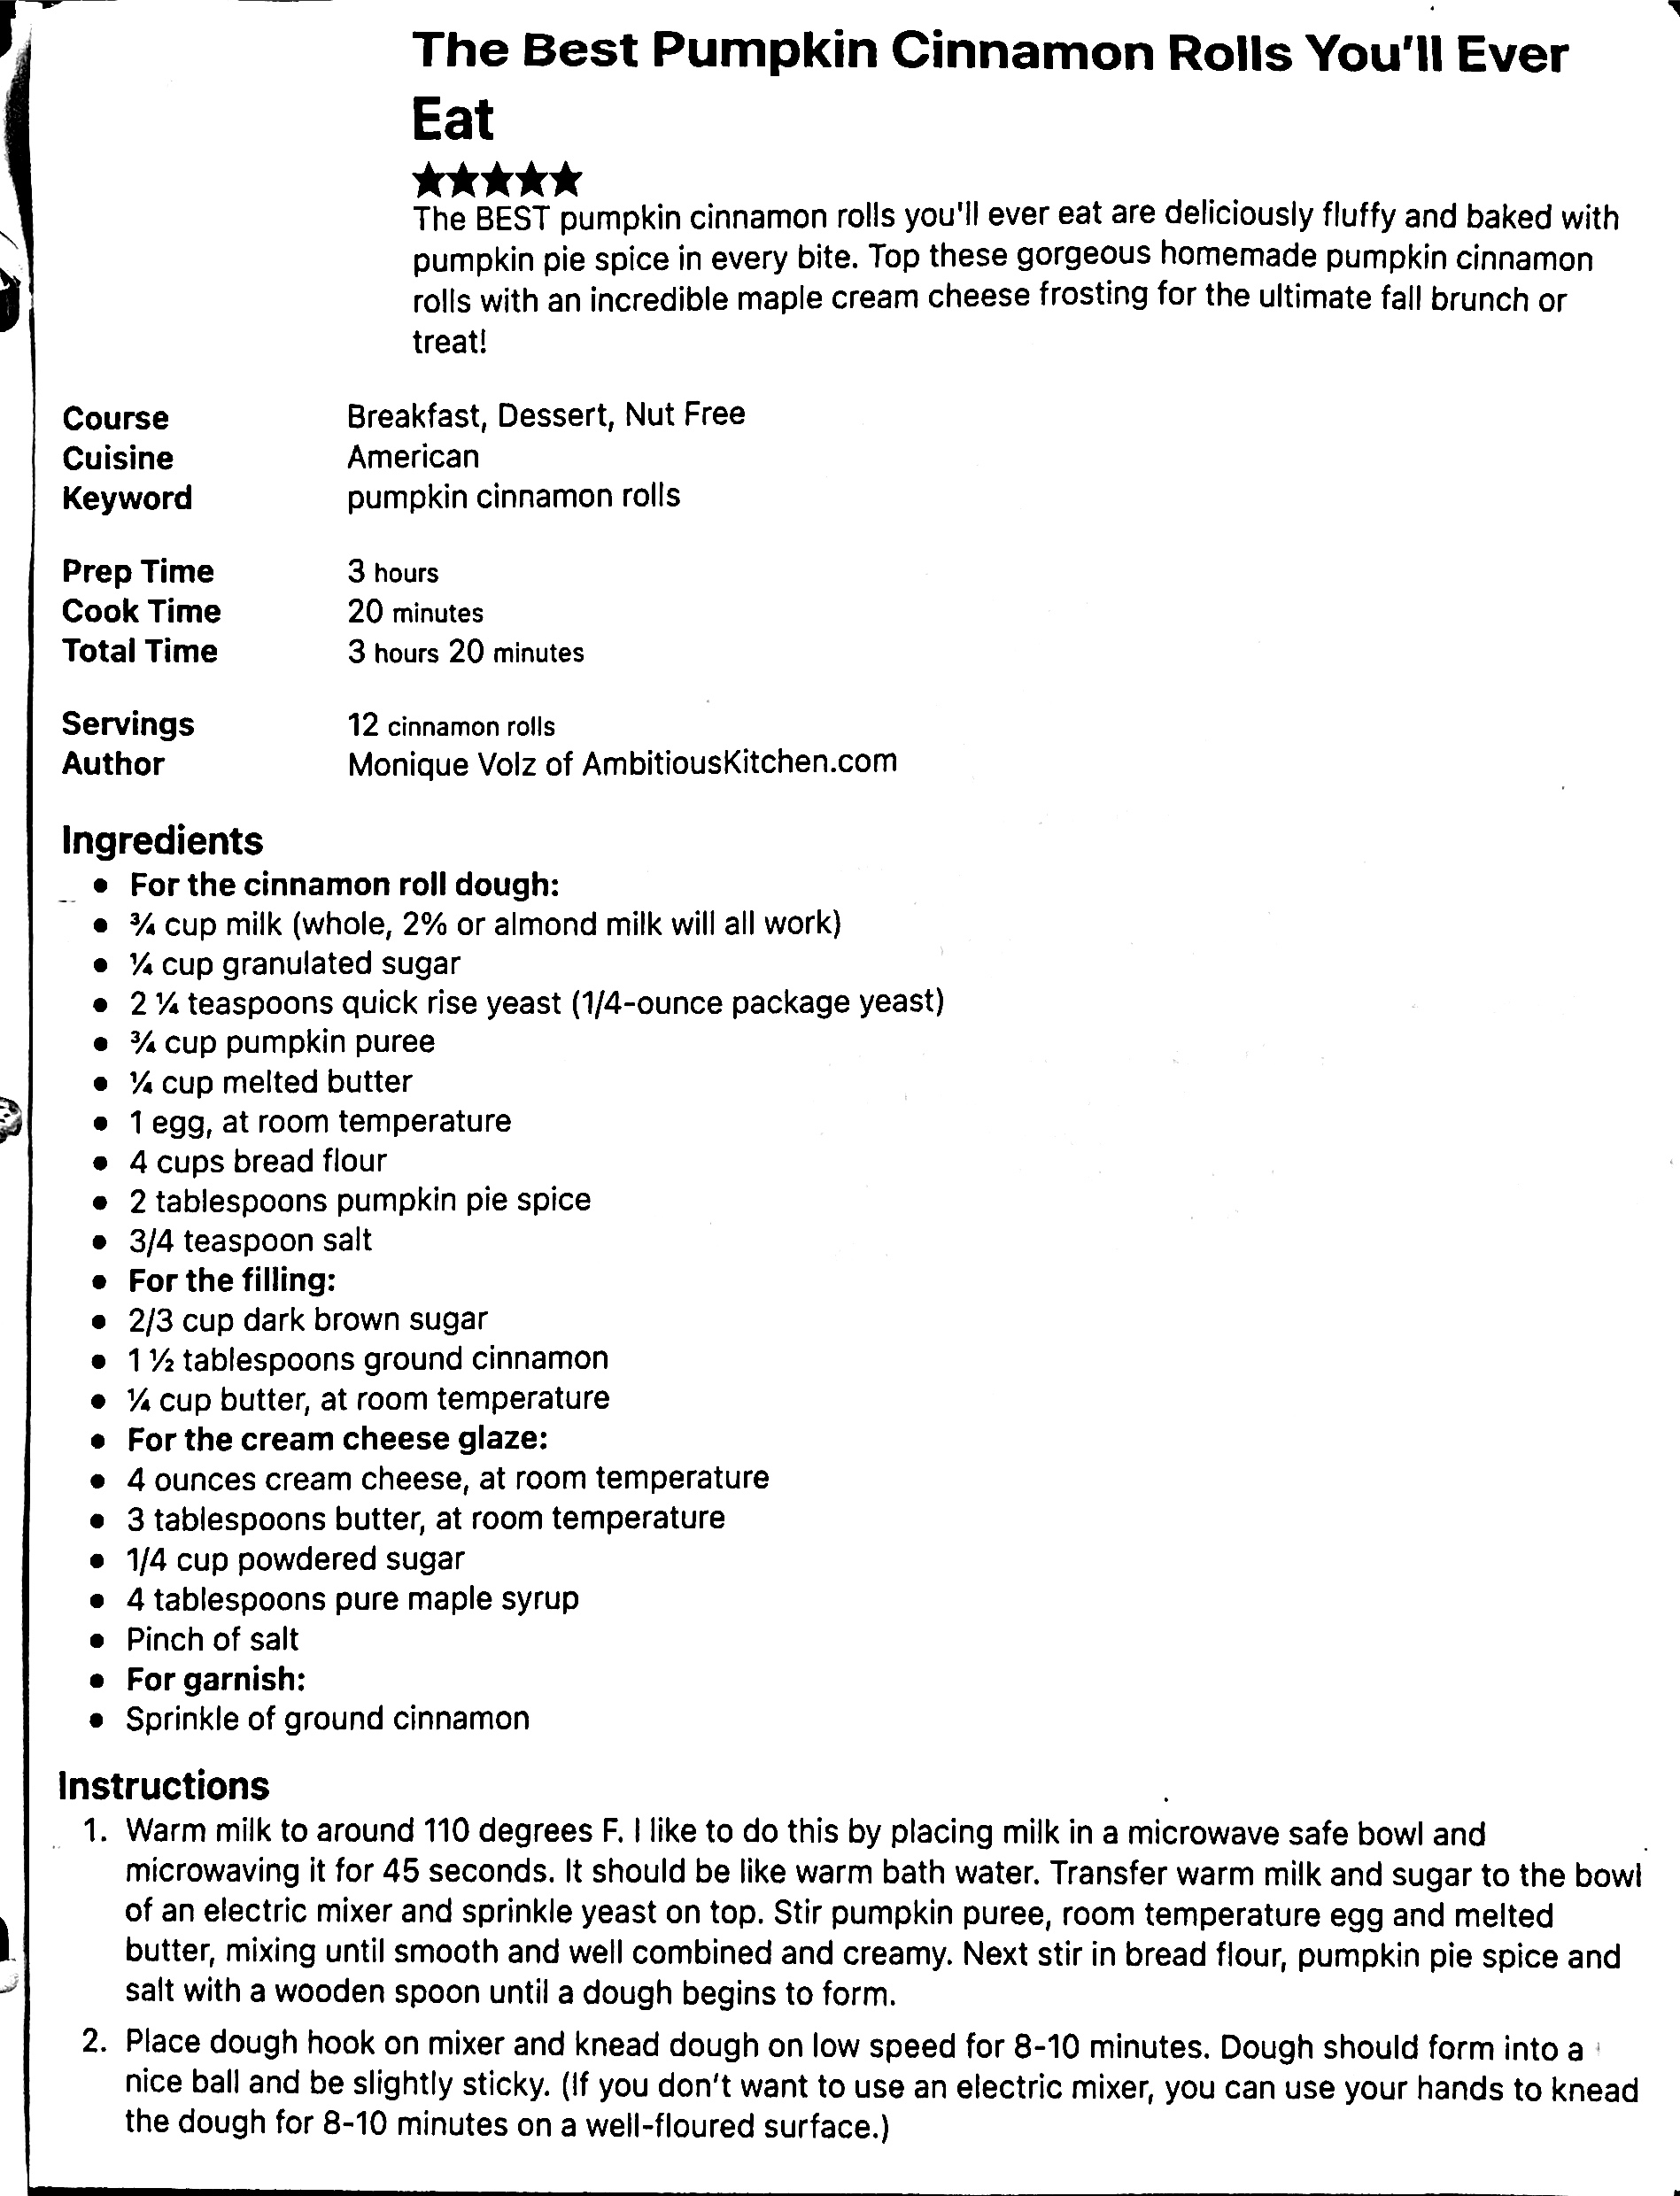 The Best Pumpkin Cinnamon Rolls You'll Ever
Eat
★★★★★
The BEST pumpkin cinnamon rolls you'll ever eat are deliciously fluffy and baked with
pumpkin pie spice in every bite. Top these gorgeous homemade pumpkin cinnamon
rolls with an incredible maple cream cheese frosting for the ultimate fall brunch or
treat!
Course Breakfast, Dessert, Nut Free
Cuisine American
Keyword pumpkin cinnamon rolls
Prep Time 3 hours
Cook Time 20 minutes
Total Time 3 hours 20 minutes
Servings 12 cinnamon rolls
Author Monique Volz of AmbitiousKitchen.com
Ingredients
• For the cinnamon roll dough:
• ¾ cup milk (whole, 2% or almond milk will all work)
• ¼ cup granulated sugar
• 2 ¼ teaspoons quick rise yeast (1/4-ounce package yeast)
• ¾ cup pumpkin puree
• ¼ cup melted butter
• 1 egg, at room temperature
• 4 cups bread flour
• 2 tablespoons pumpkin pie spice
• 3/4 teaspoon salt
• For the filling:
• 2/3 cup dark brown sugar
• 1 ½ tablespoons ground cinnamon
• ¼ cup butter, at room temperature
• For the cream cheese glaze:
• 4 ounces cream cheese, at room temperature
• 3 tablespoons butter, at room temperature
• 1/4 cup powdered sugar
• 4 tablespoons pure maple syrup
• Pinch of salt
• For garnish:
• Sprinkle of ground cinnamon
Instructions
1. Warm milk to around 110 degrees F. I like to do this by placing milk in a microwave safe bowl and
microwaving it for 45 seconds. It should be like warm bath water. Transfer warm milk and sugar to the bowl
of an electric mixer and sprinkle yeast on top. Stir pumpkin puree, room temperature egg and melted
butter, mixing until smooth and well combined and creamy. Next stir in bread flour, pumpkin pie spice and
salt with a wooden spoon until a dough begins to form.
2. Place dough hook on mixer and knead dough on low speed for 8-10 minutes. Dough should form into a
nice ball and be slightly sticky. (If you don't want to use an electric mixer, you can use your hands to knead
the dough for 8-10 minutes on a well-floured surface.)